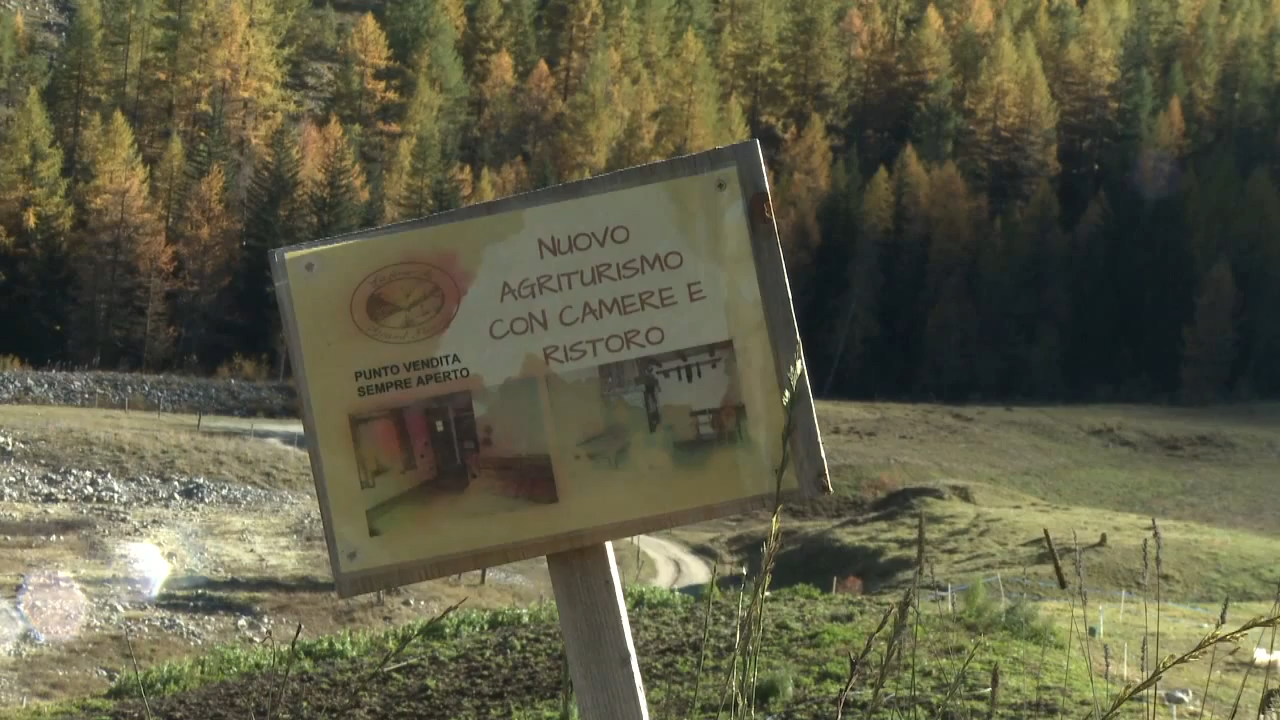 NUOVO
AGRITURISMO
CON CAMERE E
RISTORO
PUNTO VENDITA
SEMPRE APERTO